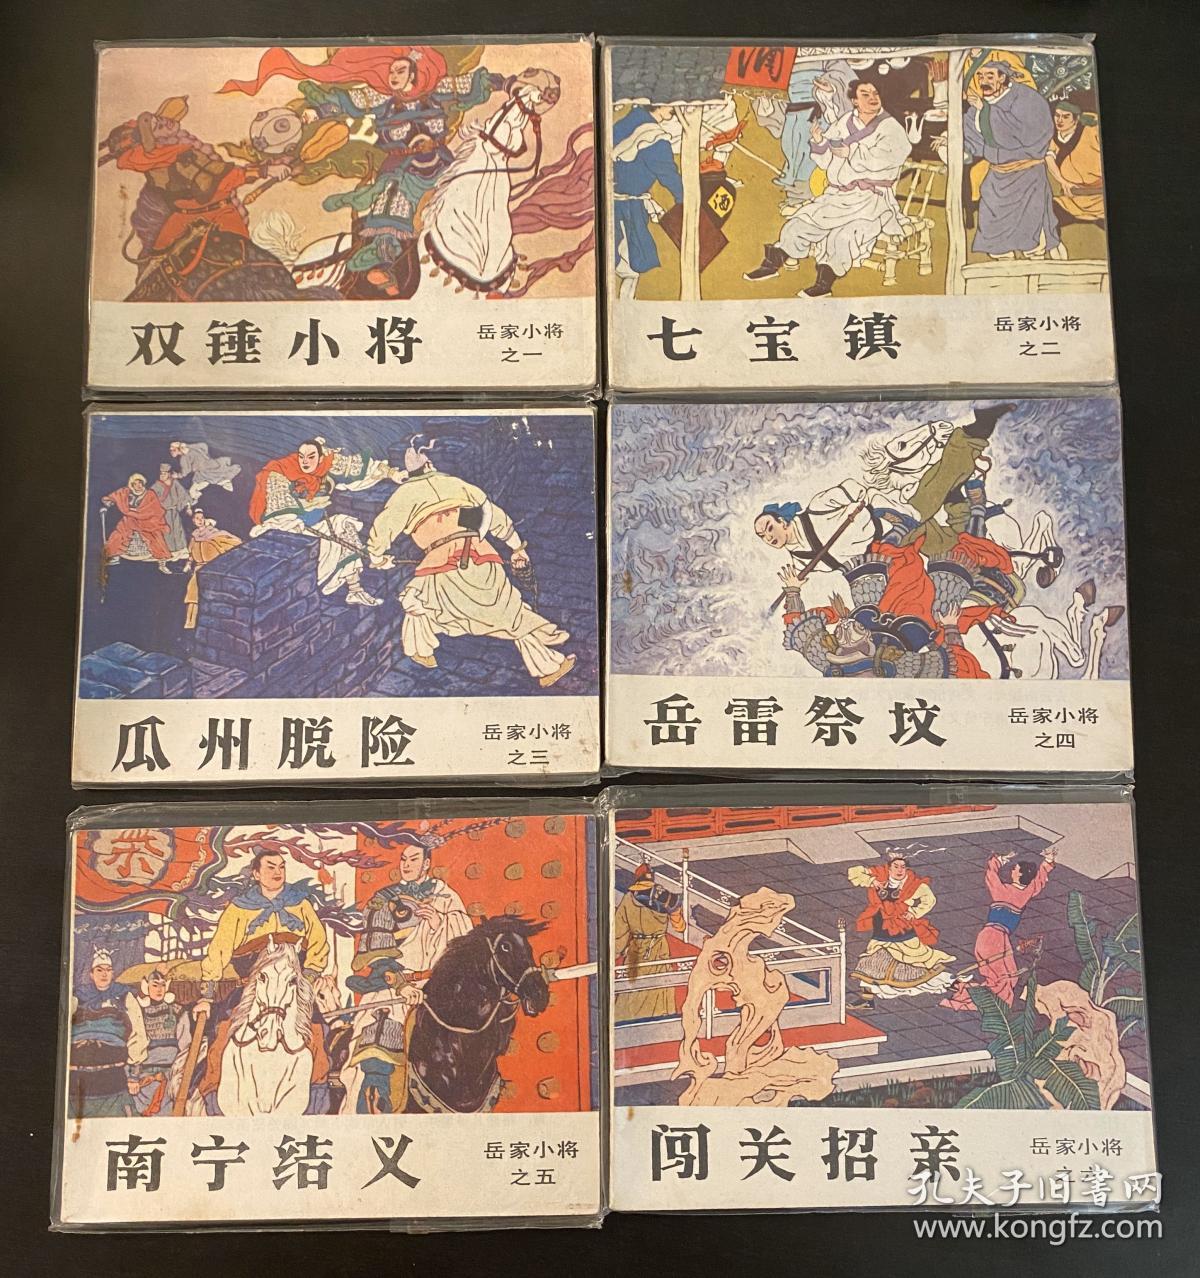 双锤小将
岳家小将
之一
酒
酒
七宝镇
岳家小将
之二
瓜州脱险
岳家小将
之三
岳雷祭坟
岳家小将
之四
南宁结义
岳家小将
之五
闯关招亲
岳家小将
之六
孔夫子旧書网
www.kongfz.com